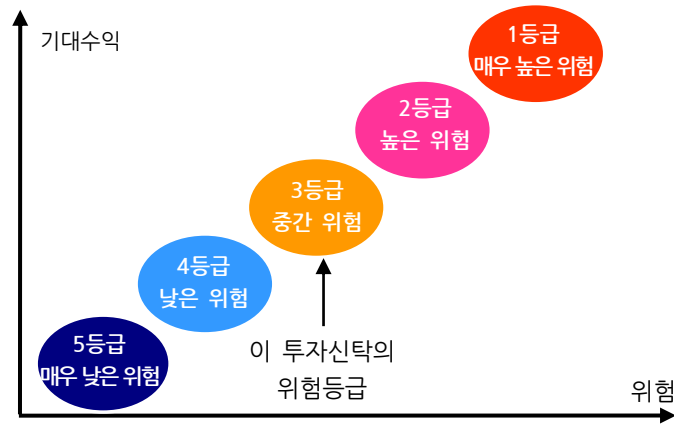 기대수익
1등급
매우 높은 위험
2등급
높은 위험
3등급
중간 위험
4등급
낮은 위험
5등급
매우 낮은 위험
이 투자신탁의
위험등급
위험